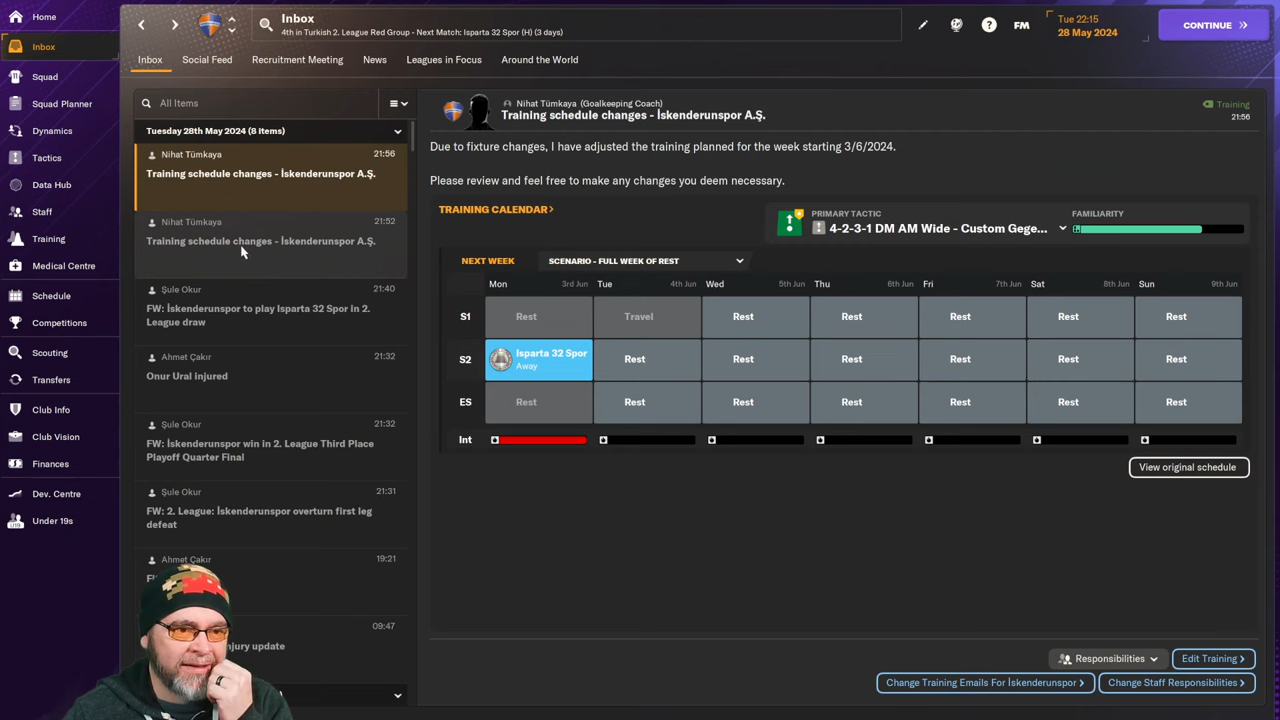 Home
Inbox
Squad
Squad Planner
Dynamics
Tactics
Data Hub
Staff
Training
Medical Centre
Schedule
Competitions
Scouting
Transfers
Club Info
Club Vision
Finances
Dev. Centre
Under 19s
Inbox
4th in Turkish 2. League Red Group - Next Match: Isparta 32 Spor (H) (3 days)
FM
Tue 22:15
28 May 2024
CONTINUE
Inbox
Social Feed
Recruitment Meeting
News
Leagues in Focus
Around the World
All Items
Tuesday 28th May 2024 (8 items)
Nihat Tümkaya 21:56
Training schedule changes - İskenderunspor A.Ş.
Nihat Tümkaya 21:52
Training schedule changes - İskenderunspor A.Ş.
Şule Okur 21:40
FW: İskenderunspor to play Isparta 32 Spor in 2.
League draw
Ahmet Çakır 21:32
Onur Ural injured
Şule Okur 21:32
FW: İskenderunspor win in 2. League Third Place
Playoff Quarter Final
Şule Okur 21:31
FW: 2. League: İskenderunspor overturn first leg
defeat
Ahmet Çakır 19:21
09:47
update
Nihat Tümkaya (Goalkeeping Coach)
Training schedule changes - İskenderunspor A.Ş.
Training
21:56
Due to fixture changes, I have adjusted the training planned for the week starting 3/6/2024.
Please review and feel free to make any changes you deem necessary.
TRAINING CALENDAR>
PRIMARY TACTIC
4-2-3-1 DM AM Wide - Custom Gege...
FAMILIARITY
NEXT WEEK
SCENARIO - FULL WEEK OF REST
Mon 3rd Jun Tue 4th Jun Wed 5th Jun Thu 6th Jun Fri 7th Jun Sat 8th Jun Sun 9th Jun
S1 Rest Travel Rest Rest Rest Rest Rest
S2 Isparta 32 Spor Away Rest Rest Rest Rest Rest Rest
ES Rest Rest Rest Rest Rest Rest Rest
Int
View original schedule
Responsibilities
Edit Training >
Change Training Emails For İskenderunspor >
Change Staff Responsibilities >